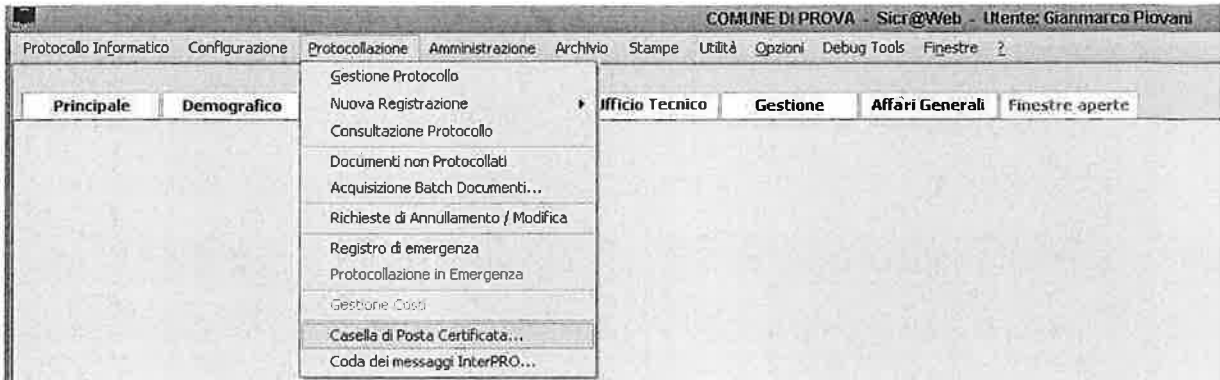 COMUNE DI PROVA - Sicr@Web - Utente: Gianmarco Piovani
Protocollo Informatico Configurazione Protocollazione Amministrazione Archivio Stampe Utilità Opzioni Debug Tools Finestre ?
Principale Demografico Ufficio Tecnico Gestione Affari Generali Finestre aperte
Gestione Protocollo
Nuova Registrazione
Consultazione Protocollo
Documenti non Protocollati
Acquisizione Batch Documenti...
Richieste di Annullamento / Modifica
Registro di emergenza
Protocollazione in Emergenza
Gestione Costi
Casella di Posta Certificata...
Coda dei messaggi InterPRO...